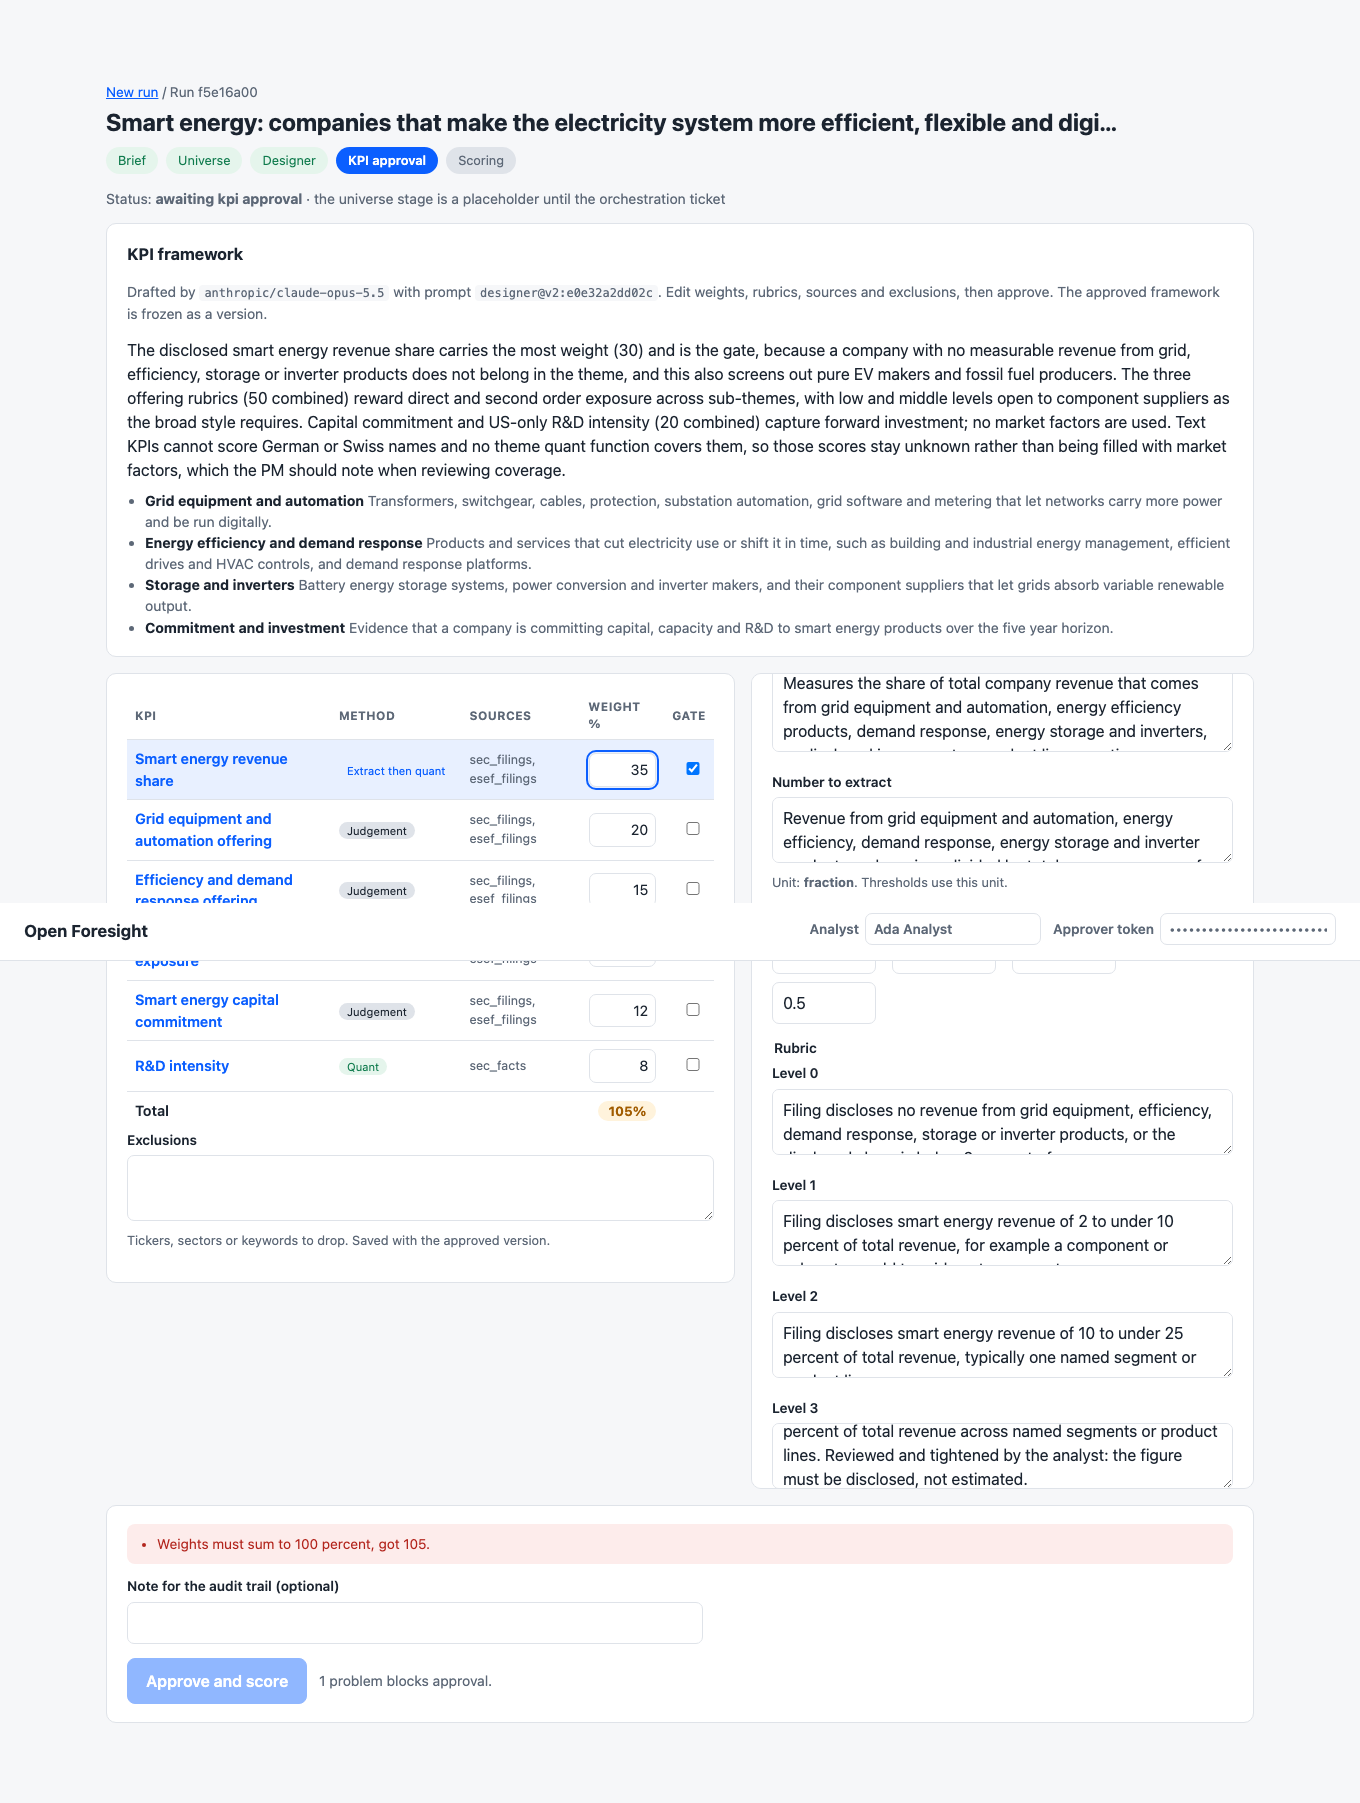 New run / Run f5e16a00
Smart energy: companies that make the electricity system more efficient, flexible and digi...
Brief Universe Designer KPI approval Scoring
Status: awaiting kpi approval · the universe stage is a placeholder until the orchestration ticket
KPI framework
Drafted by anthropic/claude-opus-5.5 with prompt designer@v2:e0e32a2dd02c. Edit weights, rubrics, sources and exclusions, then approve. The approved framework
is frozen as a version.
The disclosed smart energy revenue share carries the most weight (30) and is the gate, because a company with no measurable revenue from grid,
efficiency, storage or inverter products does not belong in the theme, and this also screens out pure EV makers and fossil fuel producers. The three
offering rubrics (50 combined) reward direct and second order exposure across sub-themes, with low and middle levels open to component suppliers as
the broad style requires. Capital commitment and US-only R&D intensity (20 combined) capture forward investment; no market factors are used. Text
KPIs cannot score German or Swiss names and no theme quant function covers them, so those scores stay unknown rather than being filled with market
factors, which the PM should note when reviewing coverage.
• Grid equipment and automation Transformers, switchgear, cables, protection, substation automation, grid software and metering that let networks carry more power
and be run digitally.
• Energy efficiency and demand response Products and services that cut electricity use or shift it in time, such as building and industrial energy management, efficient
drives and HVAC controls, and demand response platforms.
• Storage and inverters Battery energy storage systems, power conversion and inverter makers, and their component suppliers that let grids absorb variable renewable
output.
• Commitment and investment Evidence that a company is committing capital, capacity and R&D to smart energy products over the five year horizon.
KPI METHOD SOURCES WEIGHT % GATE
Smart energy revenue
share
Extract then quant
sec_filings,
esef_filings
35
Grid equipment and
automation offering
Judgement
sec_filings,
esef_filings
20
Efficiency and demand
response offering
Judgement
sec_filings,
esef_filings
15
Open Foresight
Analyst Ada Analyst Approver token ••••••••••••••••••••••••
exposure
Smart energy capital
commitment
Judgement
sec_filings,
esef_filings
12
R&D intensity
Quant
sec_facts
8
Total 105%
Exclusions
Tickers, sectors or keywords to drop. Saved with the approved version.
Measures the share of total company revenue that comes
from grid equipment and automation, energy efficiency
products, demand response, energy storage and inverters,
Number to extract
Revenue from grid equipment and automation, energy
efficiency, demand response, energy storage and inverter
Unit: fraction. Thresholds use this unit.
0.5
Rubric
Level 0
Filing discloses no revenue from grid equipment, efficiency,
demand response, storage or inverter products, or the
Level 1
Filing discloses smart energy revenue of 2 to under 10
percent of total revenue, for example a component or
Level 2
Filing discloses smart energy revenue of 10 to under 25
percent of total revenue, typically one named segment or
Level 3
percent of total revenue across named segments or product
lines. Reviewed and tightened by the analyst: the figure
must be disclosed, not estimated.
• Weights must sum to 100 percent, got 105.
Note for the audit trail (optional)
Approve and score
1 problem blocks approval.